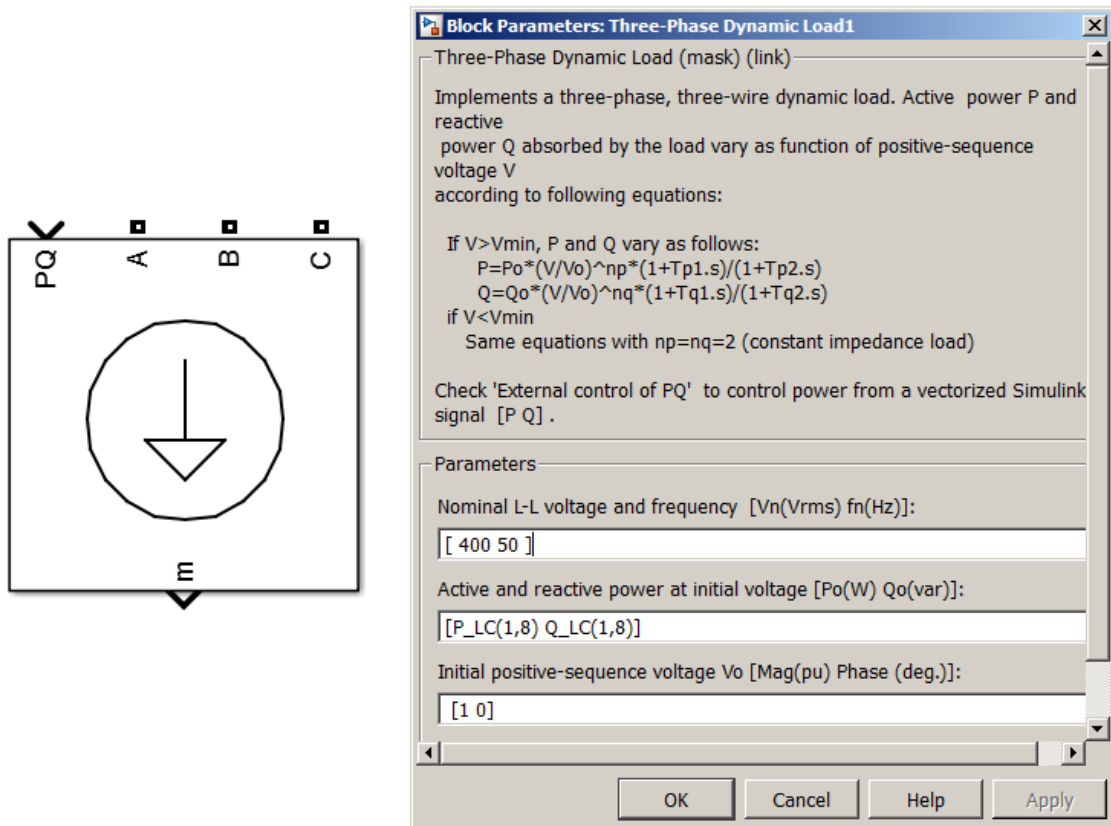 PQ
A
B
C
m
Block Parameters: Three-Phase Dynamic Load1
Three-Phase Dynamic Load (mask) (link)
Implements a three-phase, three-wire dynamic load. Active power P and
reactive
power Q absorbed by the load vary as function of positive-sequence
voltage V
according to following equations:
If V>Vmin, P and Q vary as follows:
P=Po*(V/Vo)^np*(1+Tp1.s)/(1+Tp2.s)
Q=Qo*(V/Vo)^nq*(1+Tq1.s)/(1+Tq2.s)
if V<Vmin
Same equations with np=nq=2 (constant impedance load)
Check 'External control of PQ' to control power from a vectorized Simulink
signal [P Q] .
Parameters
Nominal L-L voltage and frequency [Vn(Vrms) fn(Hz)]:
[ 400 50 ]
Active and reactive power at initial voltage [Po(W) Qo(var)]:
[P_LC(1,8) Q_LC(1,8)]
Initial positive-sequence voltage Vo [Mag(pu) Phase (deg.)]:
[1 0]
OK
Cancel
Help
Apply